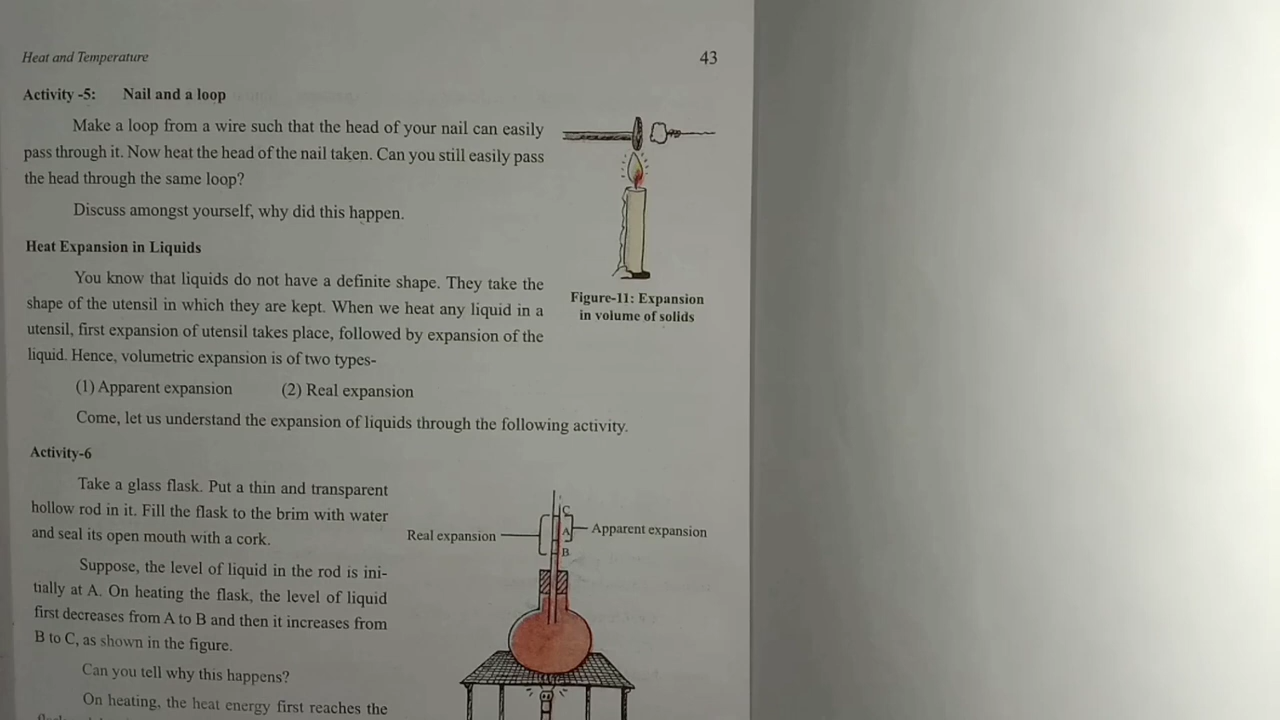 Heat and Temperature
43
Activity -5: Nail and a loop
Make a loop from a wire such that the head of your nail can easily
pass through it. Now heat the head of the nail taken. Can you still easily pass
the head through the same loop?
Discuss amongst yourself, why did this happen.
Heat Expansion in Liquids
You know that liquids do not have a definite shape. They take the
shape of the utensil in which they are kept. When we heat any liquid in a
utensil, first expansion of utensil takes place, followed by expansion of the
liquid. Hence, volumetric expansion is of two types-
Figure-11: Expansion
in volume of solids
(1) Apparent expansion (2) Real expansion
Come, let us understand the expansion of liquids through the following activity.
Activity-6
Take a glass flask. Put a thin and transparent
hollow rod in it. Fill the flask to the brim with water
and seal its open mouth with a cork.
Suppose, the level of liquid in the rod is ini-
tially at A. On heating the flask, the level of liquid
first decreases from A to B and then it increases from
B to C, as shown in the figure.
Can you tell why this happens?
On heating, the heat energy first reaches the
C
Real expansion
A
Apparent expansion
B